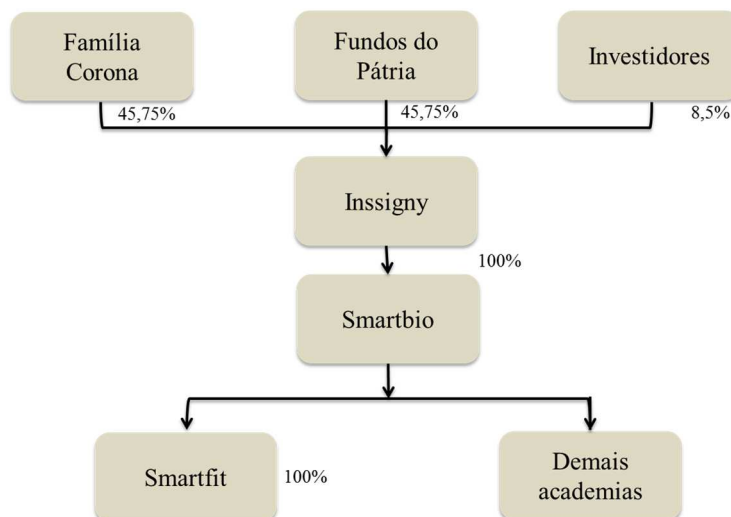 Família
Corona
Fundos do
Pátria
Investidores
45,75%
45,75%
8,5%
Inssigny
100%
Smartbio
Smartfit
100%
Demais
academias